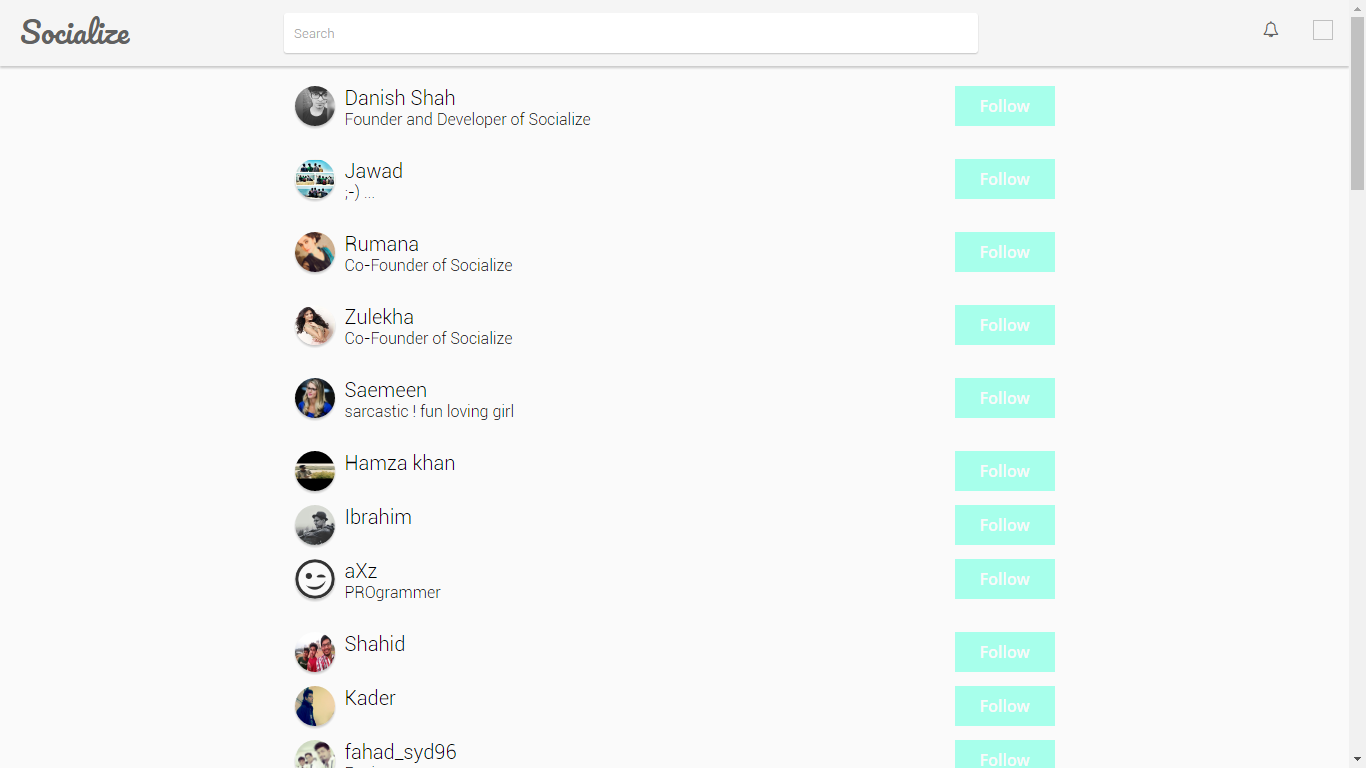 Socialize
Search
Danish Shah
Founder and Developer of Socialize
Follow
Jawad
;-) ...
Follow
Rumana
Co-Founder of Socialize
Follow
Zulekha
Co-Founder of Socialize
Follow
Saemeen
sarcastic ! fun loving girl
Follow
Hamza khan
Follow
Ibrahim
Follow
aXz
PROgrammer
Follow
Shahid
Follow
Kader
Follow
fahad_syd96
Follow